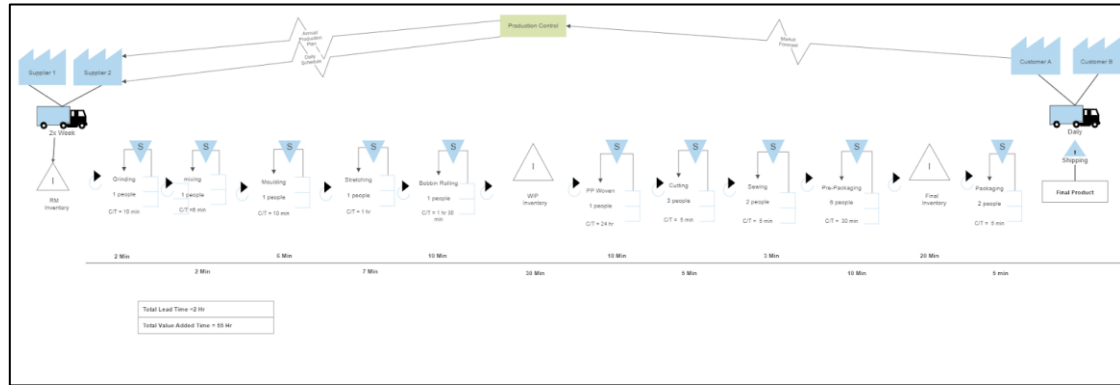 Production Control
Annual
Production
Plan
Daily
Schedule
Market
Forecast
Supplier 1
Supplier 2
Customer A
Customer B
2x Week
Daily
I
RM
Inventory
S
Grinding
1 people
S
mixing
1 people
S
Moulding
1 people
C/T = 10 min
S
Stretching
1 people
C/T = 1 hr
S
Bobbin Rolling
1 people
C/T = 1 hr 30
min
I
WIP
Inventory
S
PP Woven
1 people
C/T = 24 hr
S
Cutting
3 people
C/T = 5 min
S
Sewing
2 people
C/T = 5 min
S
Pre-Packaging
6 people
C/T = 30 min
I
Final
Inventory
S
Packaging
2 people
C/T = 5 min
I
Shipping
Final Product
2 Min
2 Min
6 Min
7 Min
10 Min
30 Min
10 Min
5 Min
3 Min
10 Min
20 Min
5 min
Total Lead Time =2 Hr
Total Value Added Time = 55 Hr